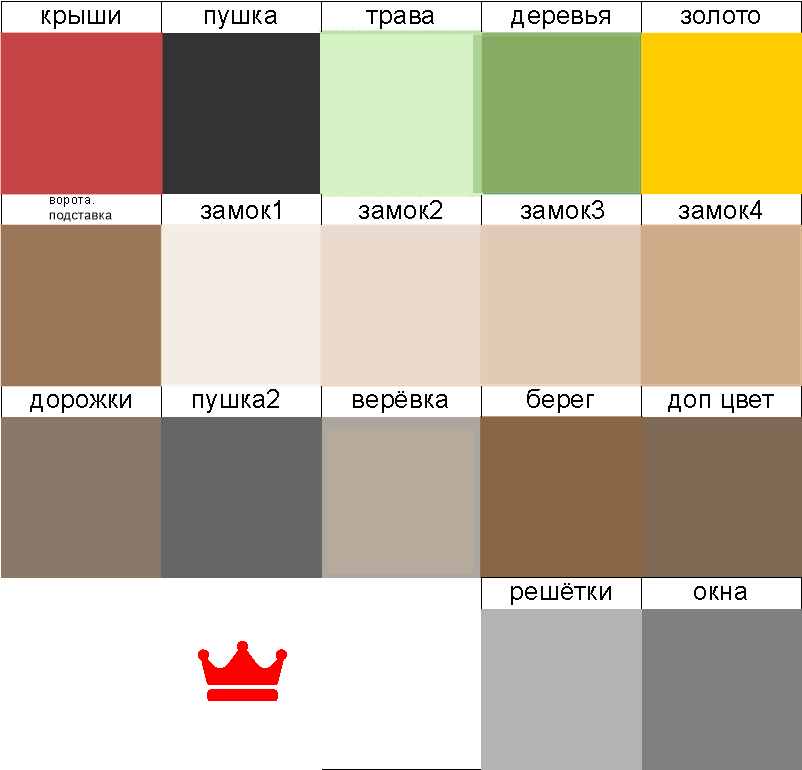 крыши
пушка
трава
деревья
золото
ворота.
подставка
замок1
замок2
замок3
замок4
дорожки
пушка2
верёвка
берег
доп цвет
решётки
окна